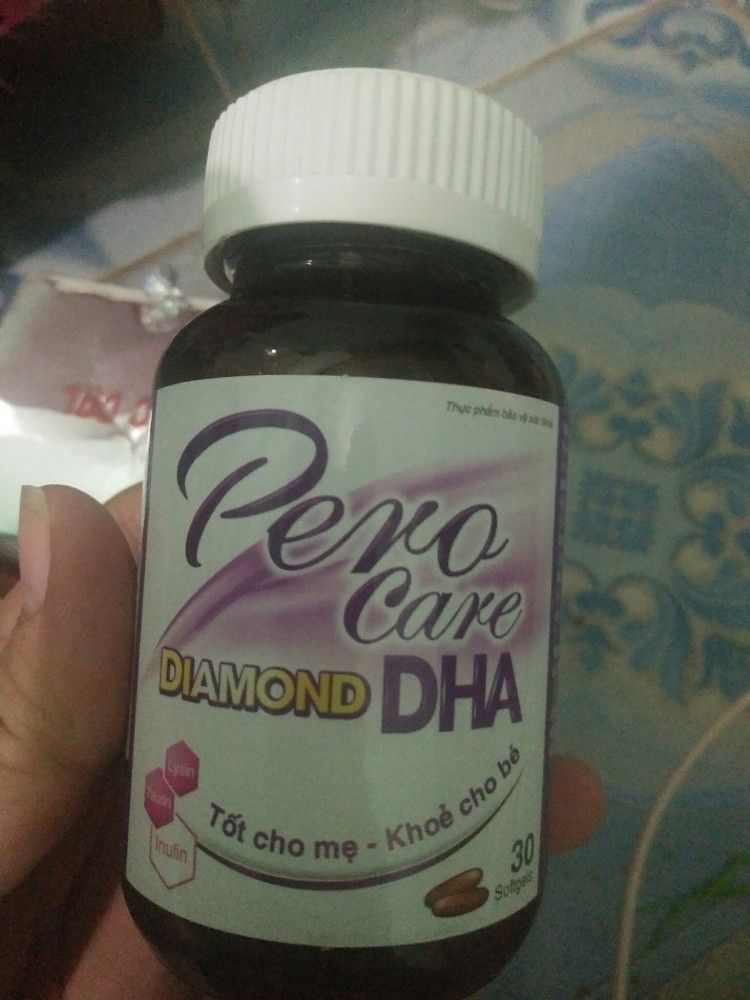 Thực phẩm bảo vệ sức khoẻ
Pero
Care
DIAMOND DHA
Lysin
Taurin
Inulin
Tốt cho mẹ - Khoẻ cho bé
30
Softgels